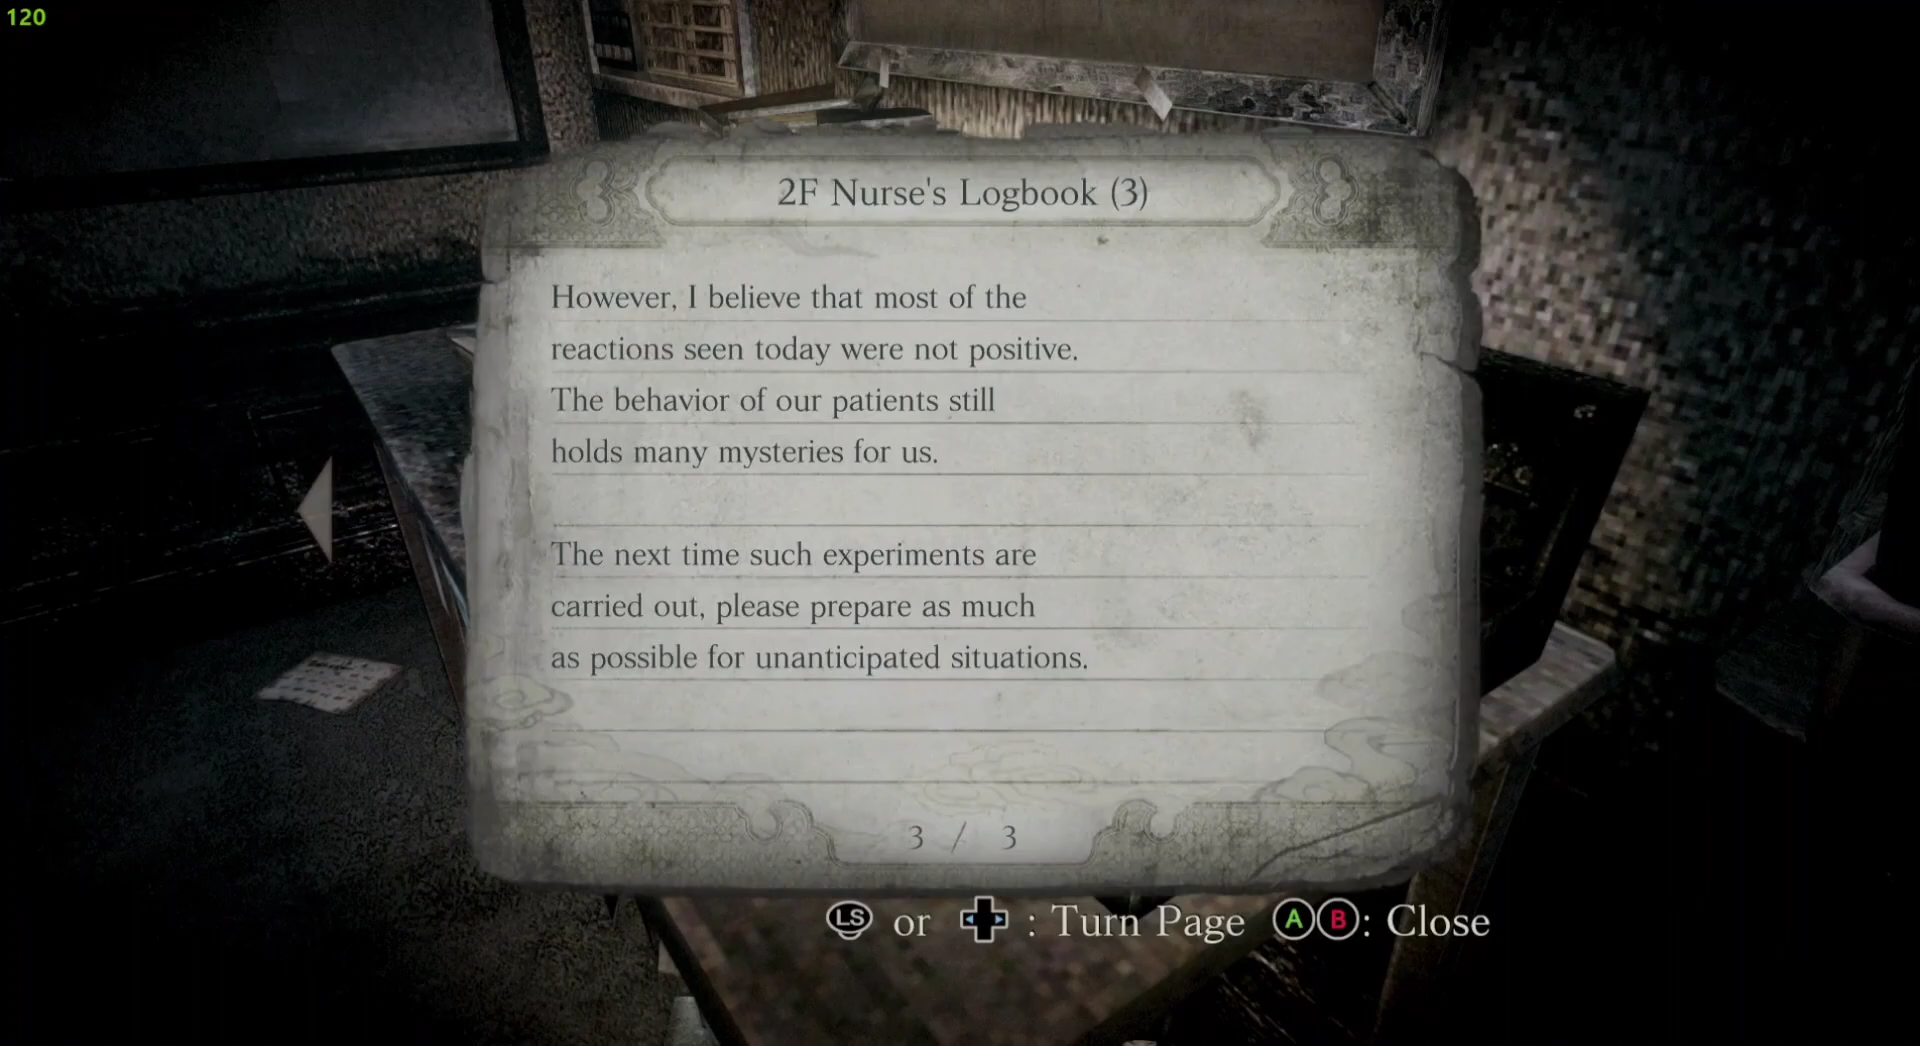 120
2F Nurse's Logbook (3)
However, I believe that most of the
reactions seen today were not positive.
The behavior of our patients still
holds many mysteries for us.
The next time such experiments are
carried out, please prepare as much
as possible for unanticipated situations.
3 / 3
LS or : Turn Page A B : Close